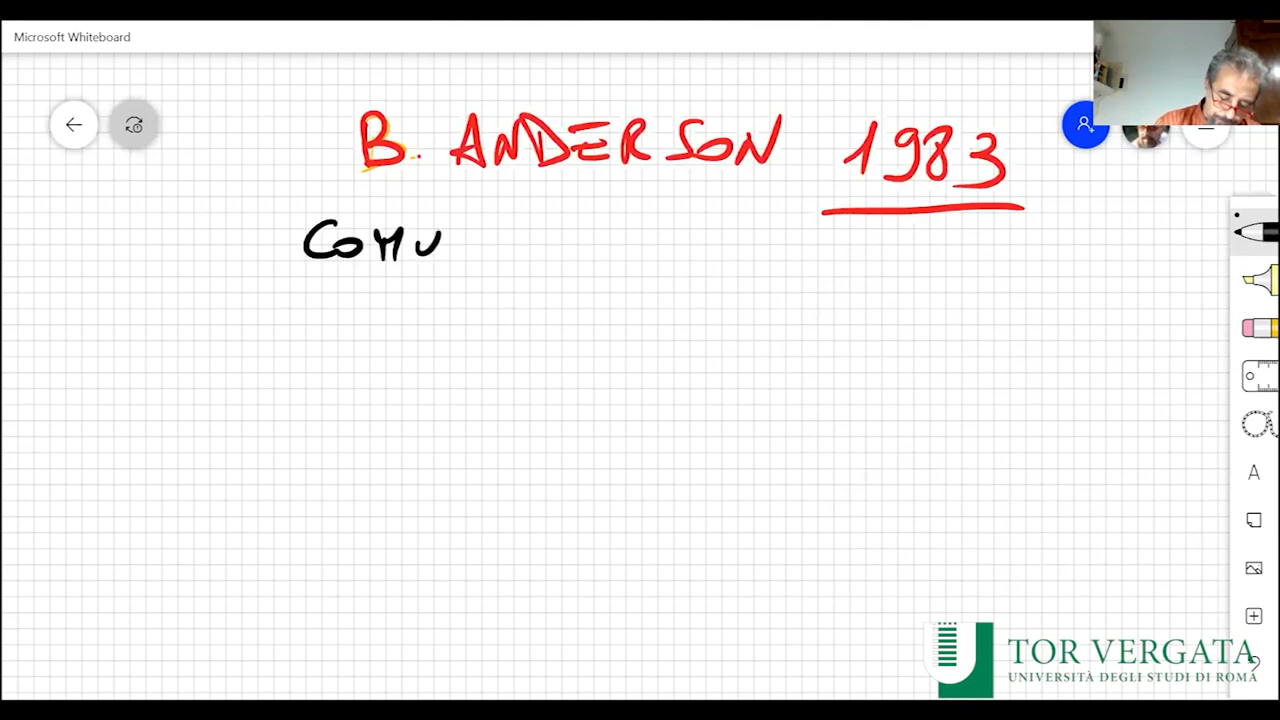 Microsoft Whiteboard
B. ANDERSON 1983
COMU
A
TOR VERGATA
UNIVERSITÀ DEGLI STUDI DI ROMA